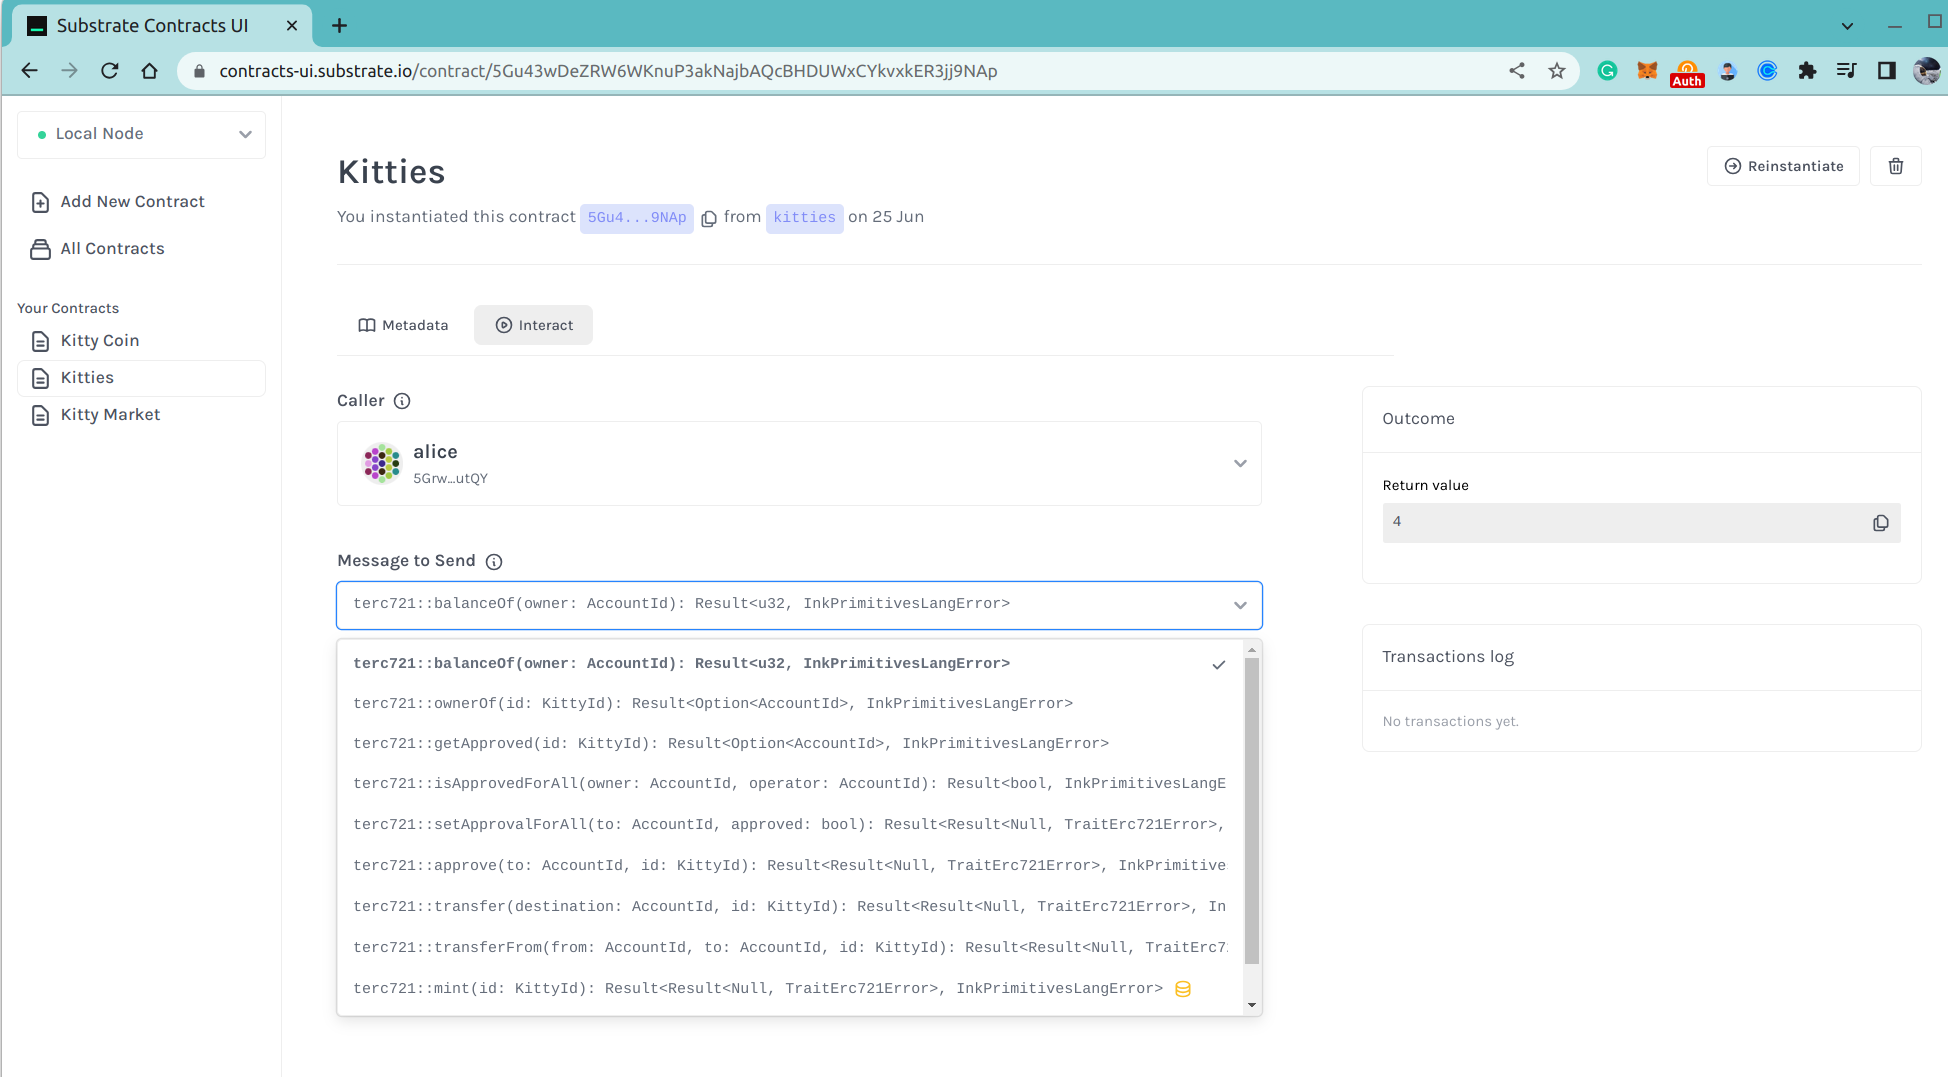 Substrate Contracts UI
contracts-ui.substrate.io/contract/5Gu43wDeZRW6WKnuP3akNajbAQcBHDUWxCYkvxkER3jj9NAp
Auth
Local Node
Add New Contract
All Contracts
Your Contracts
Kitty Coin
Kitties
Kitty Market
Kitties
You instantiated this contract 5Gu4...9NAp from kitties on 25 Jun
Reinstantiate
Metadata
Interact
Caller
alice
5Grw...utQY
Message to Send
terc721::balanceOf(owner: AccountId): Result<u32, InkPrimitivesLangError>
terc721::balanceOf(owner: AccountId): Result<u32, InkPrimitivesLangError>
terc721::ownerOf(id: KittyId): Result<Option<AccountId>, InkPrimitivesLangError>
terc721::getApproved(id: KittyId): Result<Option<AccountId>, InkPrimitivesLangError>
terc721::isApprovedForAll(owner: AccountId, operator: AccountId): Result<bool, InkPrimitivesLangE
terc721::setApprovalForAll(to: AccountId, approved: bool): Result<Result<Null, TraitErc721Error>,
terc721::approve(to: AccountId, id: KittyId): Result<Result<Null, TraitErc721Error>, InkPrimitive
terc721::transfer(destination: AccountId, id: KittyId): Result<Result<Null, TraitErc721Error>, In
terc721::transferFrom(from: AccountId, to: AccountId, id: KittyId): Result<Result<Null, TraitErc7
terc721::mint(id: KittyId): Result<Result<Null, TraitErc721Error>, InkPrimitivesLangError>
Outcome
Return value
4
Transactions log
No transactions yet.